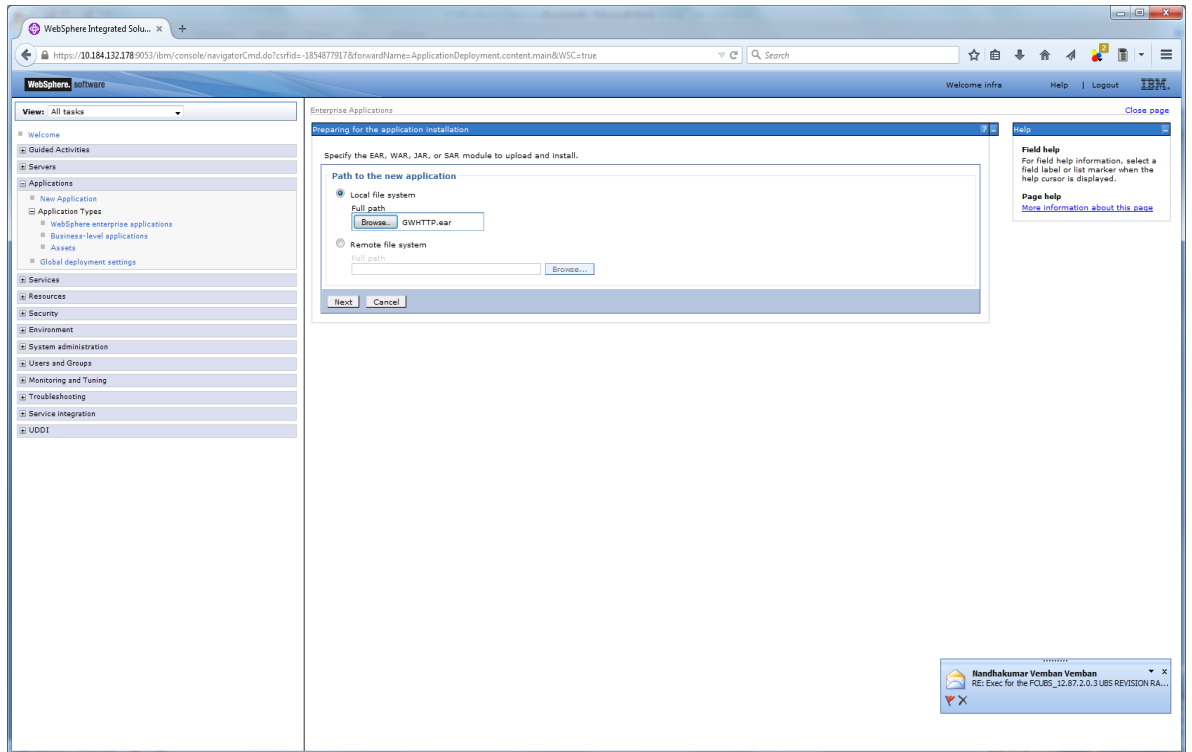 WebSphere Integrated Solu... × +
https://10.184.132.178:9053/ibm/console/navigatorCmd.do?csrfid=-1854877917&forwardName=ApplicationDeployment.content.main&WSC=true
Search
2
WebSphere. software
Welcome infra Help | Logout IBM.
View: All tasks
Welcome
Guided Activities
Servers
Applications
New Application
Application Types
WebSphere enterprise applications
Business-level applications
Assets
Global deployment settings
Services
Resources
Security
Environment
System administration
Users and Groups
Monitoring and Tuning
Troubleshooting
Service integration
UDDI
Enterprise Applications Close page
Preparing for the application installation ? -
Specify the EAR, WAR, JAR, or SAR module to upload and install.
Path to the new application
Local file system
Full path
Browse.. GWHTTP.ear
Remote file system
Full path
Browse...
Next Cancel
Help -
Field help
For field help information, select a
field label or list marker when the
help cursor is displayed.
Page help
More information about this page
Nandhakumar Vemban Vemban
RE: Exec for the FCUBS_12.87.2.0.3 UBS REVISION RA...